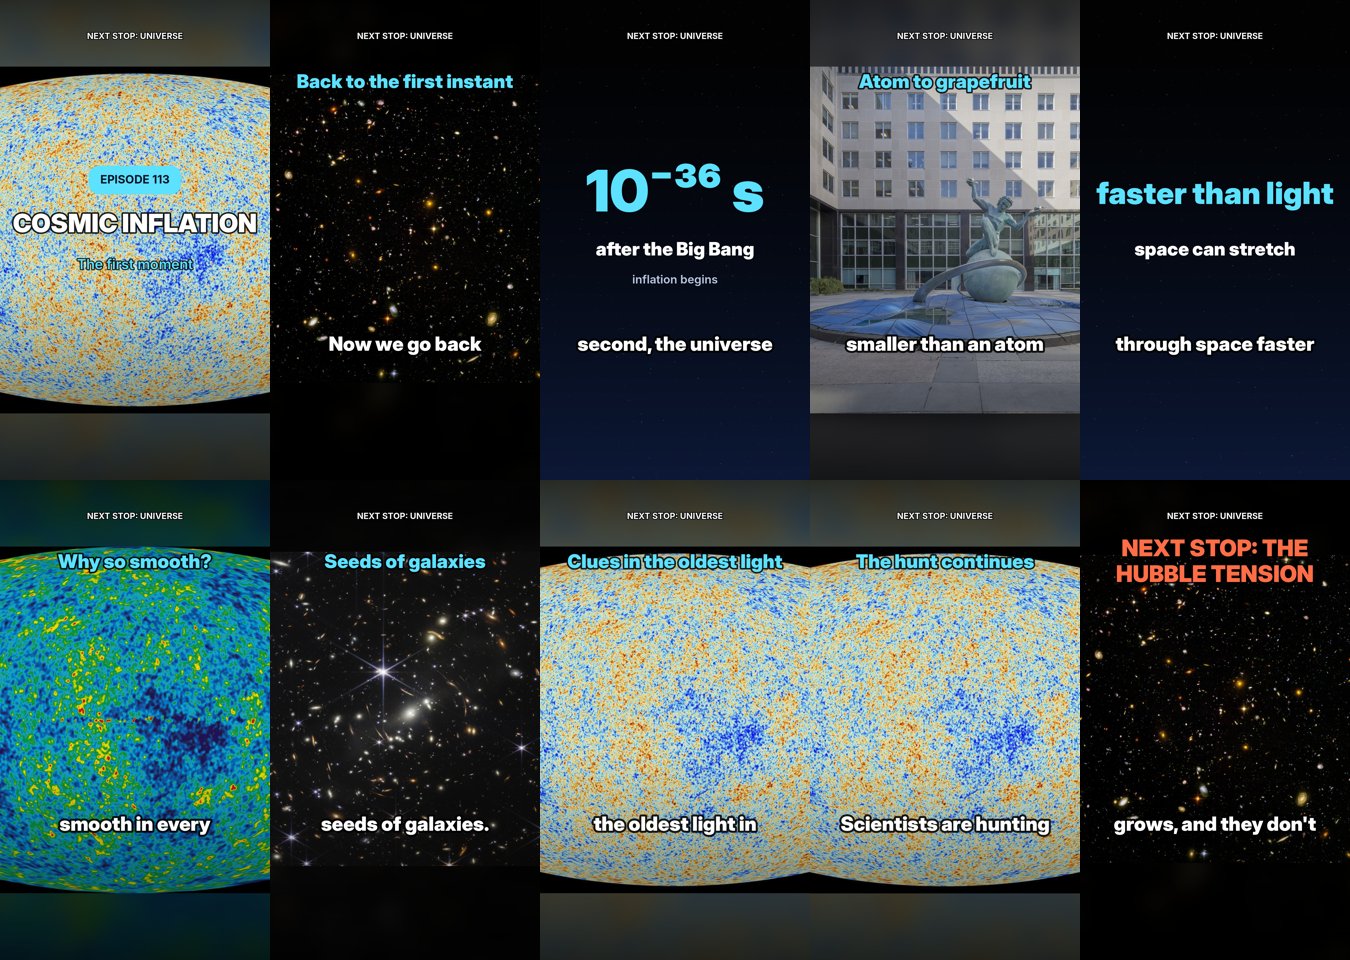 NEXT STOP: UNIVERSE
EPISODE 113
COSMIC INFLATION
The first moment
NEXT STOP: UNIVERSE
Back to the first instant
Now we go back
NEXT STOP: UNIVERSE
10⁻³⁶ s
after the Big Bang
inflation begins
second, the universe
NEXT STOP: UNIVERSE
Atom to grapefruit
smaller than an atom
NEXT STOP: UNIVERSE
faster than light
space can stretch
through space faster
NEXT STOP: UNIVERSE
Why so smooth?
smooth in every
NEXT STOP: UNIVERSE
Seeds of galaxies
seeds of galaxies.
NEXT STOP: UNIVERSE
Clues in the oldest light
the oldest light in
NEXT STOP: UNIVERSE
The hunt continues
Scientists are hunting
NEXT STOP: UNIVERSE
NEXT STOP: THE
HUBBLE TENSION
grows, and they don't